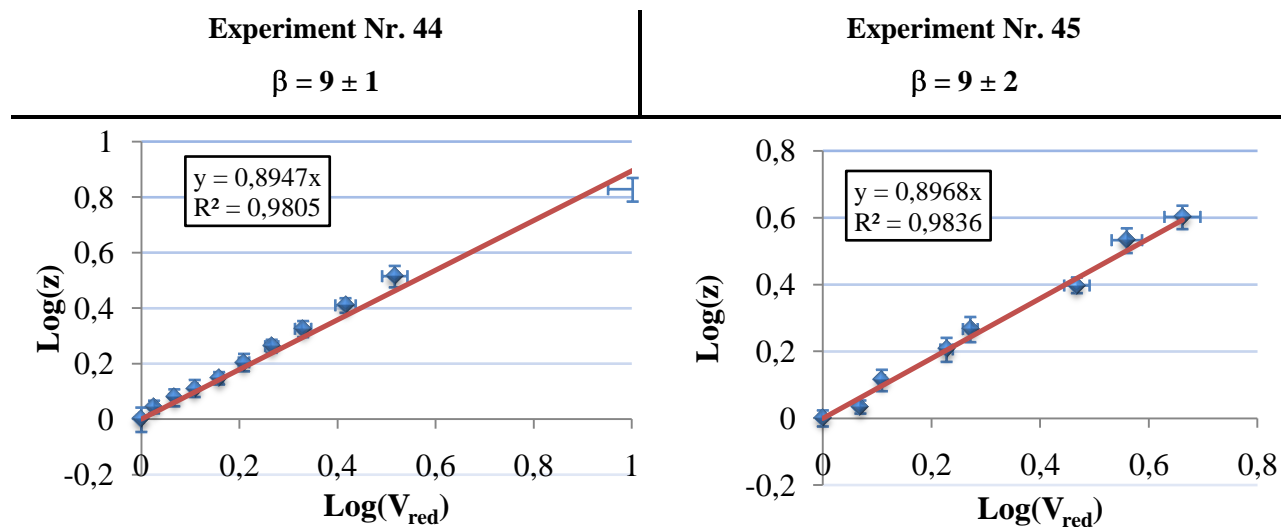 Experiment Nr. 44
β = 9 ± 1
Experiment Nr. 45
β = 9 ± 2
1
0,8
0,6
0,4
0,2
0
-0,2
Log(z)
y = 0,8947x
R² = 0,9805
0 0,2 0,4 0,6 0,8 1
Log(Vred)
0,8
0,6
0,4
0,2
0
-0,2
Log(z)
y = 0,8968x
R² = 0,9836
0 0,2 0,4 0,6 0,8
Log(Vred)